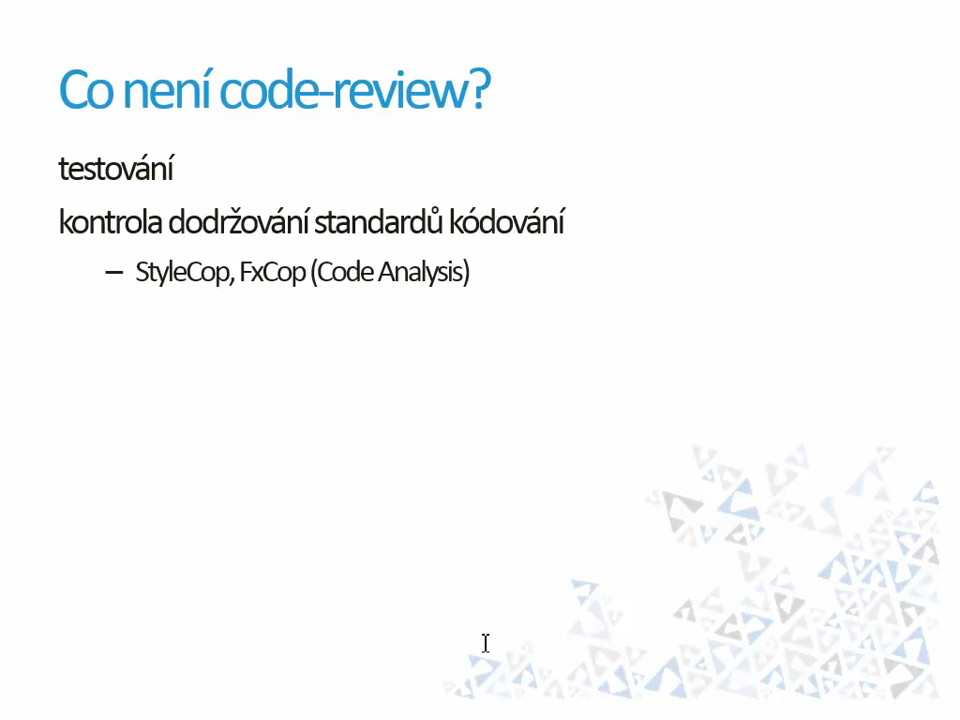 Co není code-review?
testování
kontrola dodržování standardů kódování
– StyleCop, FxCop (Code Analysis)